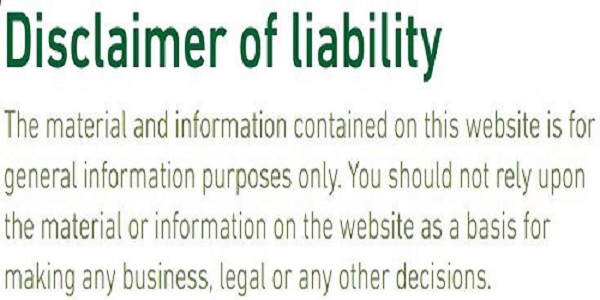 Disclaimer of liability
The material and information contained on this website is for
general information purposes only. You should not rely upon
the material or information on the website as a basis for
making any business, legal or any other decisions.